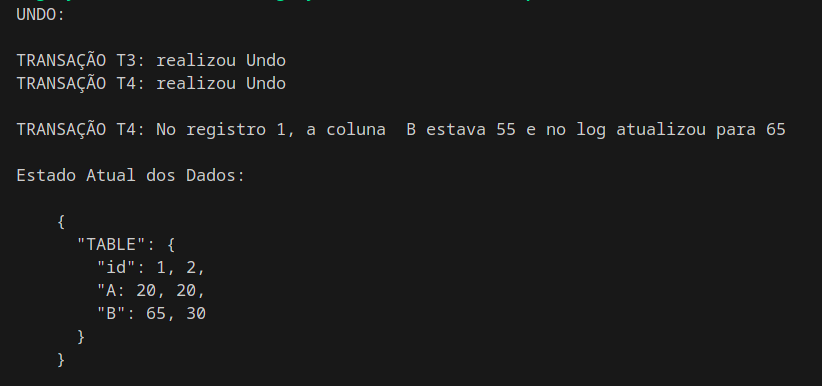 UNDO:
TRANSAÇÃO T3: realizou Undo
TRANSAÇÃO T4: realizou Undo
TRANSAÇÃO T4: No registro 1, a coluna  B estava 55 e no log atualizou para 65
Estado Atual dos Dados:
{
"TABLE": {
"id": 1, 2,
"A: 20, 20,
"B": 65, 30
}
}